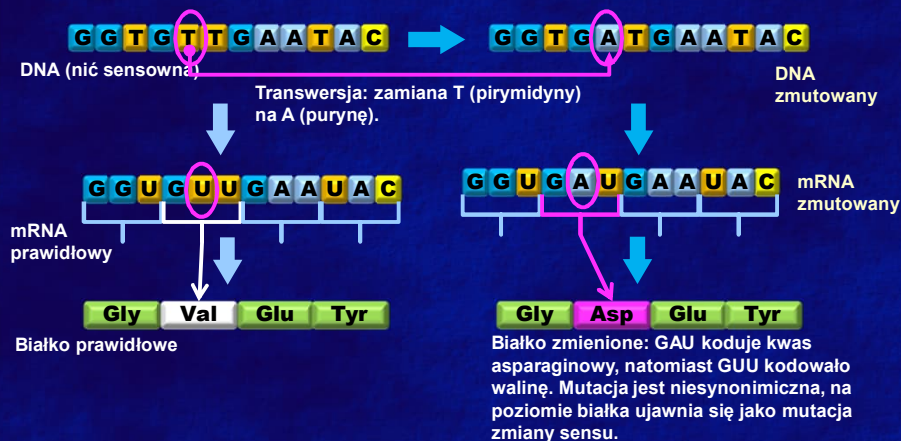 GGTGTTGAATAC
GGTGATGAATAC
DNA (nić sensowna)
DNA
zmutowany
Transwersja: zamiana T (pirymidyny)
na A (purynę).
GGUGUUGAAUAC
GGUGAUGAAUAC
mRNA
zmutowany
mRNA
prawidłowy
Gly Val Glu Tyr
Gly Asp Glu Tyr
Białko prawidłowe
Białko zmienione: GAU koduje kwas
asparaginowy, natomiast GUU kodowało
walinę. Mutacja jest niesynonimiczna, na
poziomie białka ujawnia się jako mutacja
zmiany sensu.